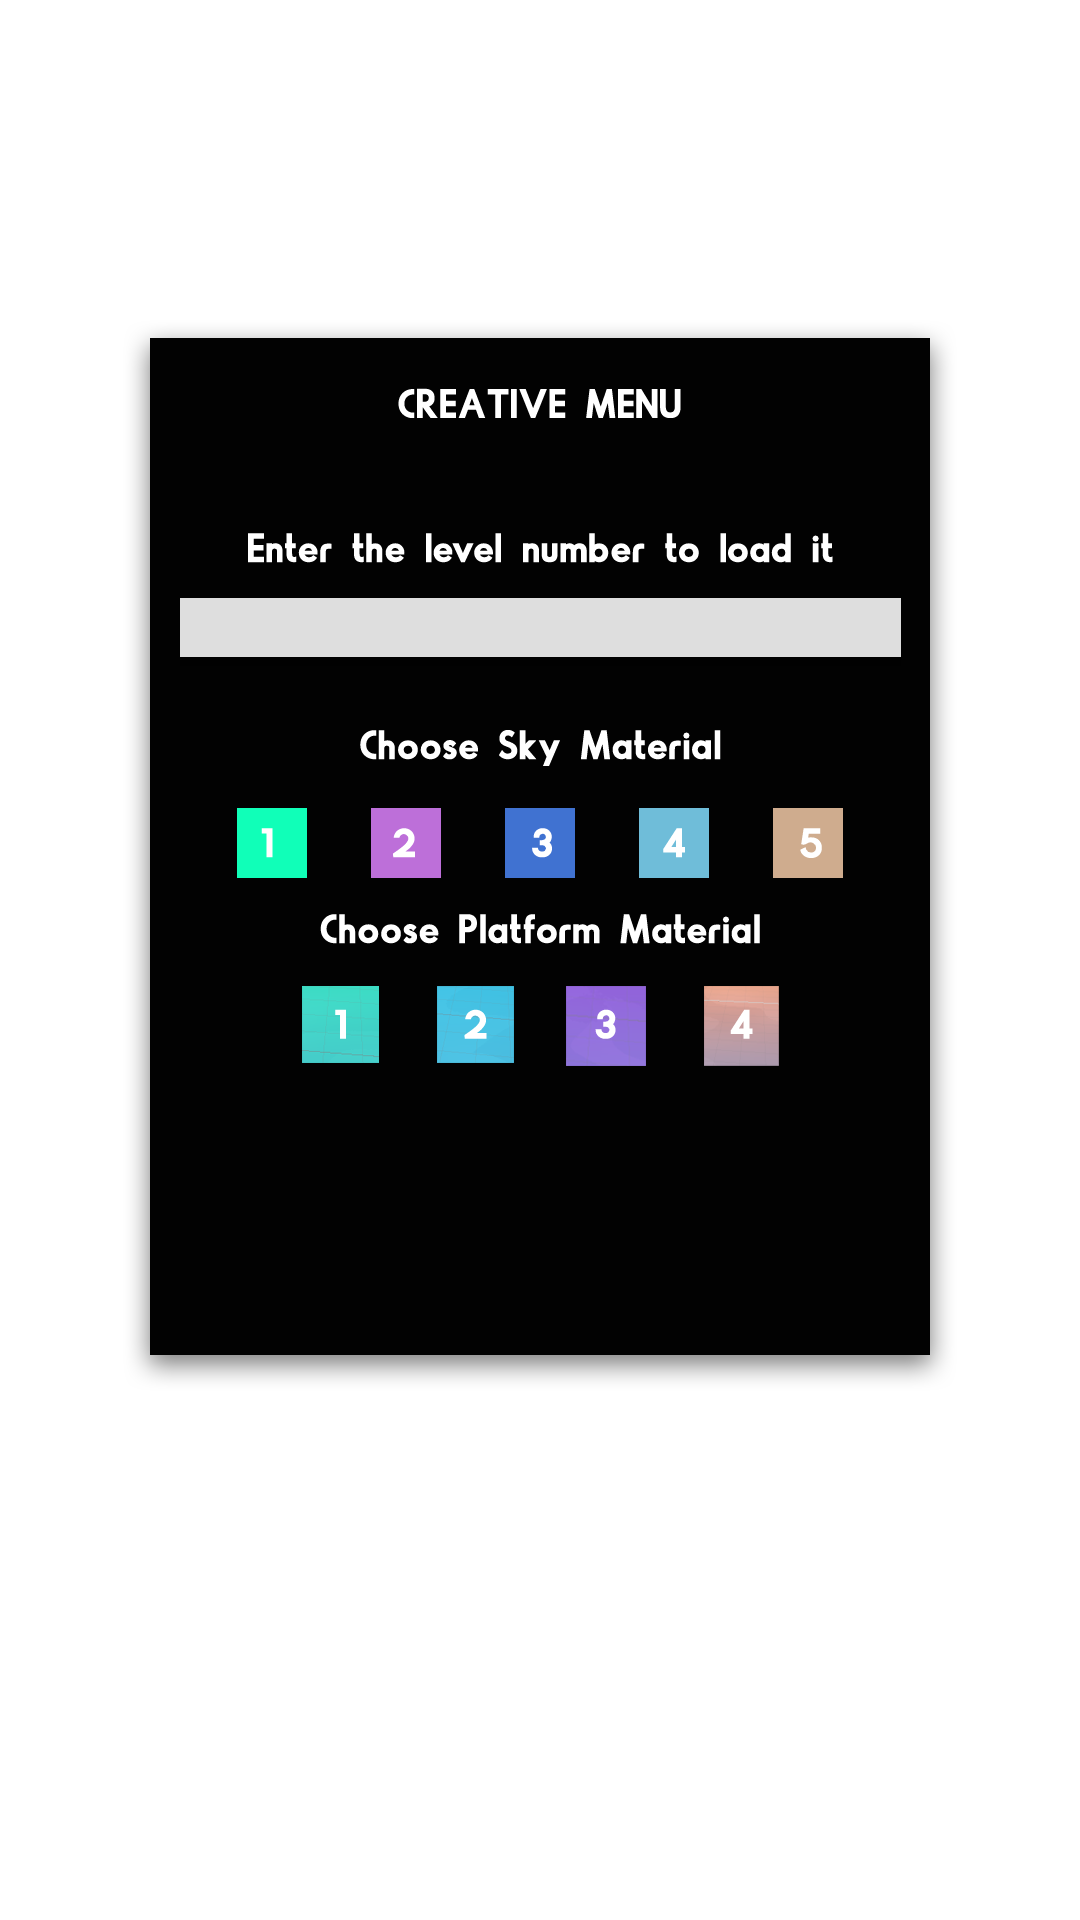 CREATIVE MENU
Enter the level number to load it
Choose Sky Material
1 2 3 4 5
Choose Platform Material
1 2 3 4